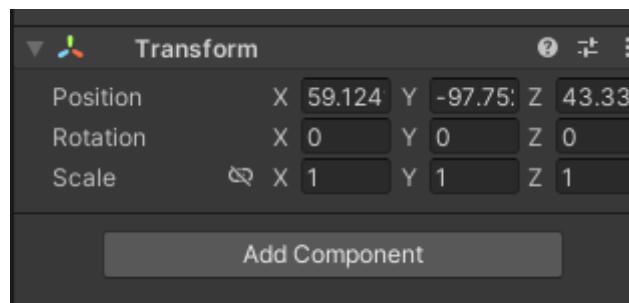 Transform
Position X 59.124 Y -97.75 Z 43.33
Rotation X 0 Y 0 Z 0
Scale X 1 Y 1 Z 1
Add Component